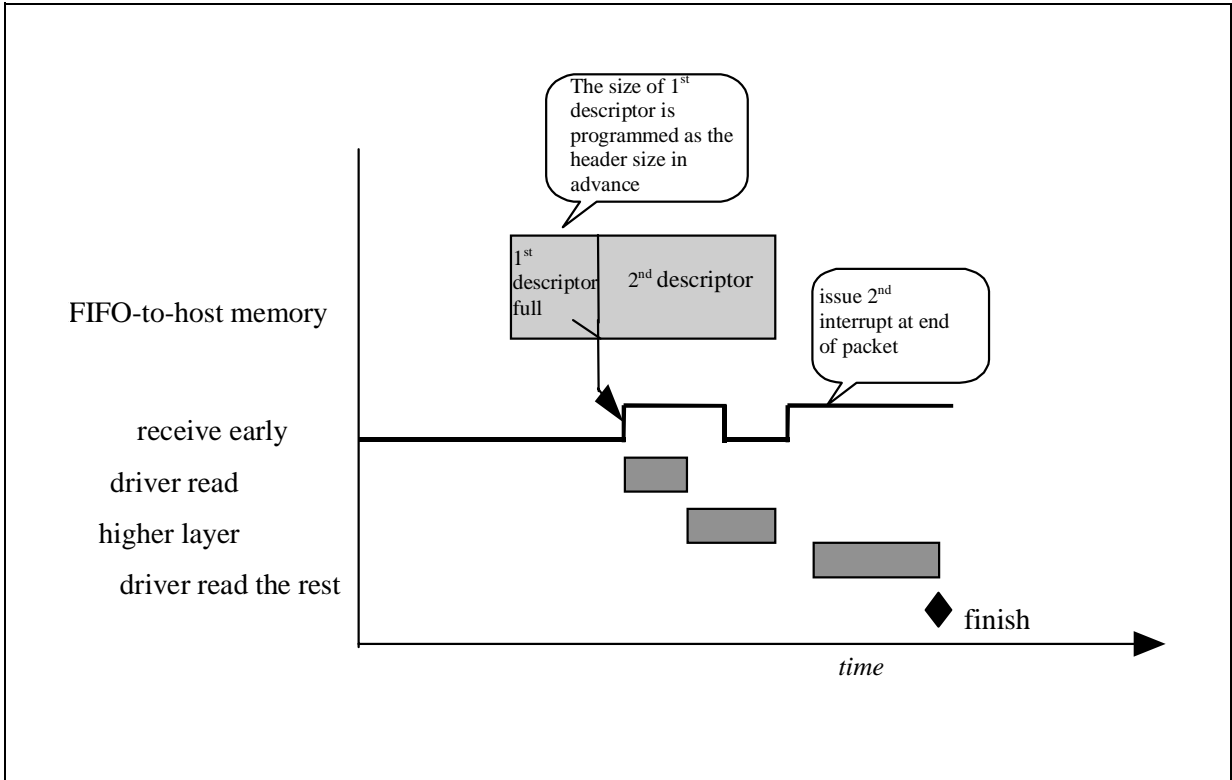 The size of 1st
descriptor is
programmed as the
header size in
advance
1st
descriptor
full
2nd descriptor
FIFO-to-host memory
issue 2nd
interrupt at end
of packet
receive early
driver read
higher layer
driver read the rest
finish
time